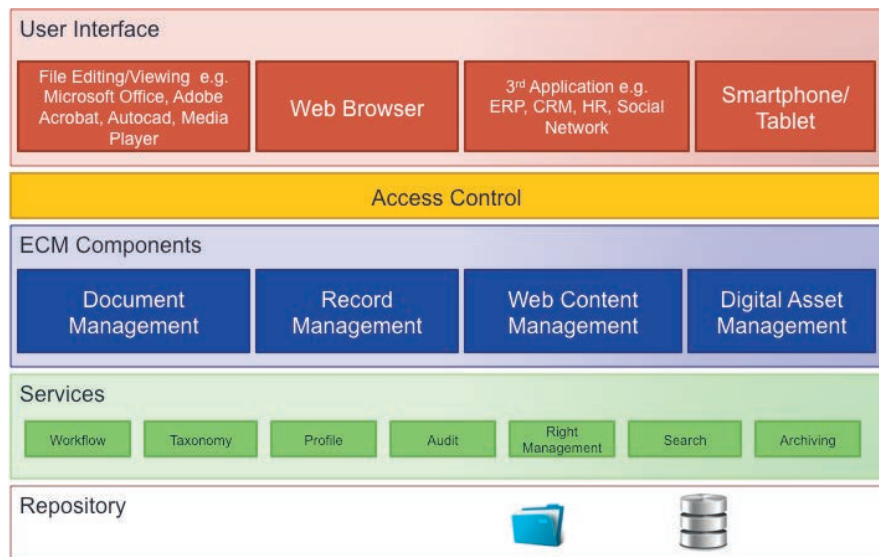 User Interface
File Editing/Viewing e.g.
Microsoft Office, Adobe
Acrobat, Autocad, Media
Player
Web Browser
3rd Application e.g.
ERP, CRM, HR, Social
Network
Smartphone/
Tablet
Access Control
ECM Components
Document
Management
Record
Management
Web Content
Management
Digital Asset
Management
Services
Workflow
Taxonomy
Profile
Audit
Right
Management
Search
Archiving
Repository